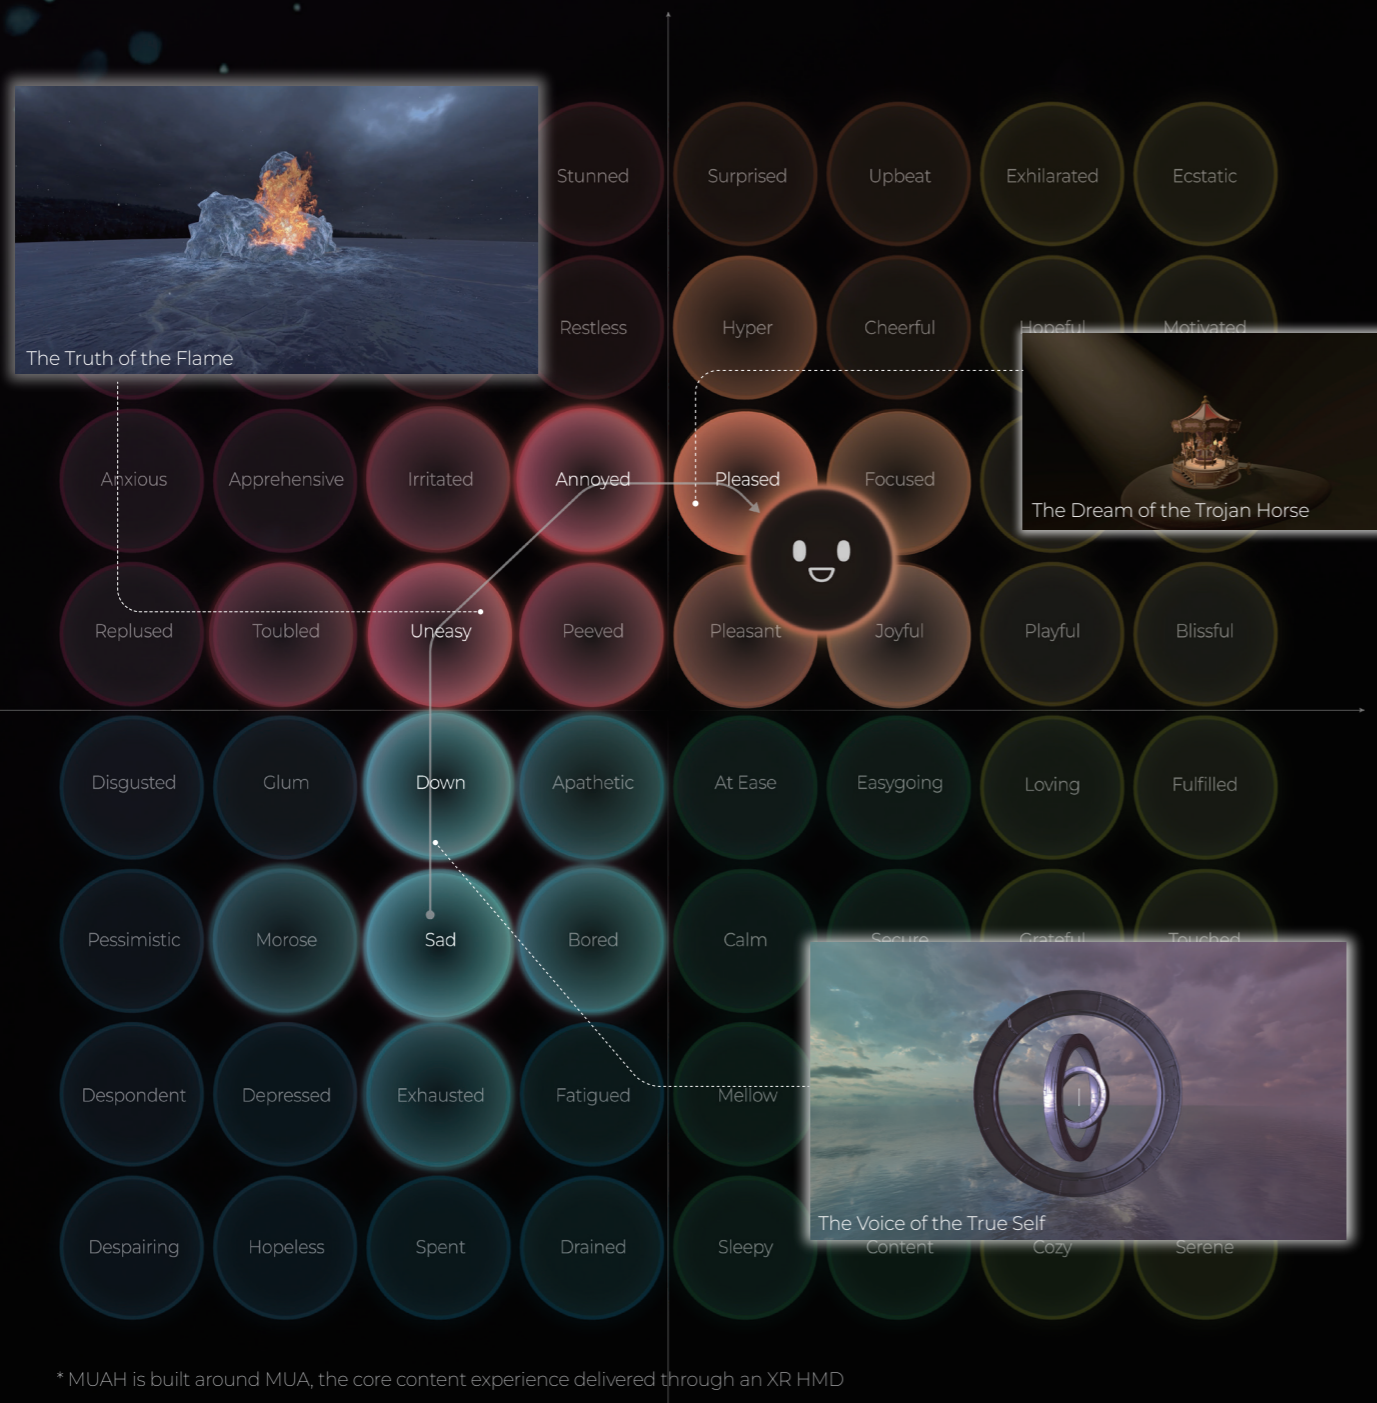 Stunned
Surprised
Upbeat
Exhilarated
Ecstatic
The Truth of the Flame
Restless
Hyper
Cheerful
Hopeful
Motivated
Anxious
Apprehensive
Irritated
Annoyed
Pleased
Focused
The Dream of the Trojan Horse
Replused
Toubled
Uneasy
Peeved
Pleasant
Joyful
Playful
Blissful
Disgusted
Glum
Down
Apathetic
At Ease
Easygoing
Loving
Fulfilled
Pessimistic
Morose
Sad
Bored
Calm
Secure
Grateful
Touched
Despondent
Depressed
Exhausted
Fatigued
Mellow
The Voice of the True Self
Despairing
Hopeless
Spent
Drained
Sleepy
Content
Cozy
Serene
* MUAH is built around MUA, the core content experience delivered through an XR HMD